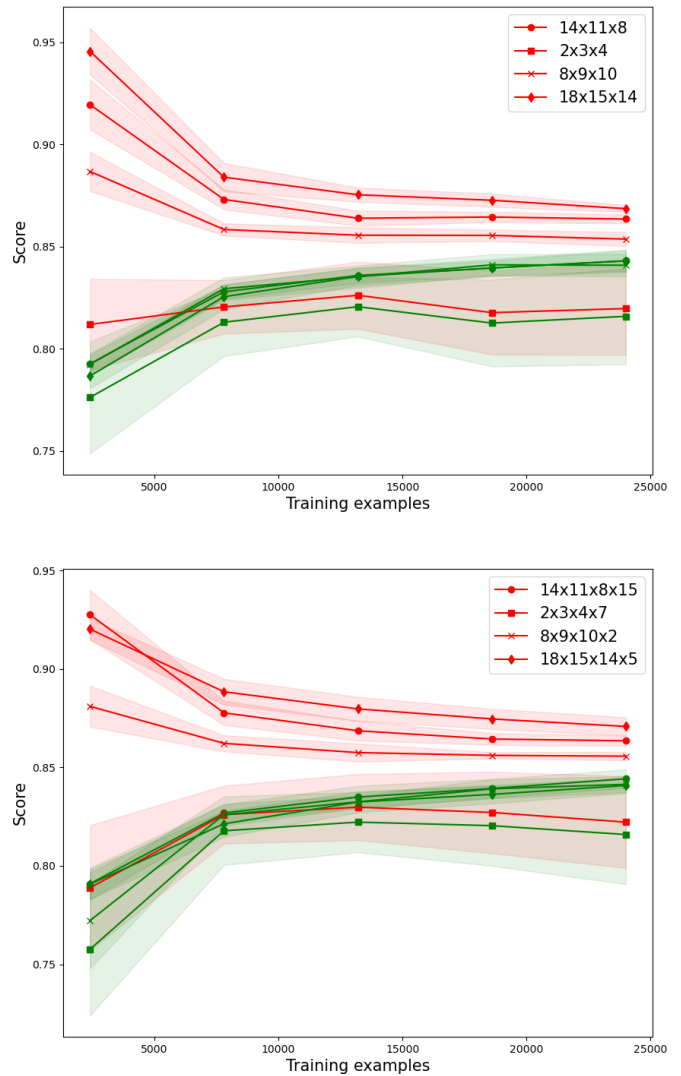 0.95
14x11x8
2x3x4
8x9x10
18x15x14
0.90
Score
0.85
0.80
0.75
5000 10000 15000 20000 25000
Training examples
0.95
14x11x8x15
2x3x4x7
8x9x10x2
18x15x14x5
0.90
Score
0.85
0.80
0.75
5000 10000 15000 20000 25000
Training examples